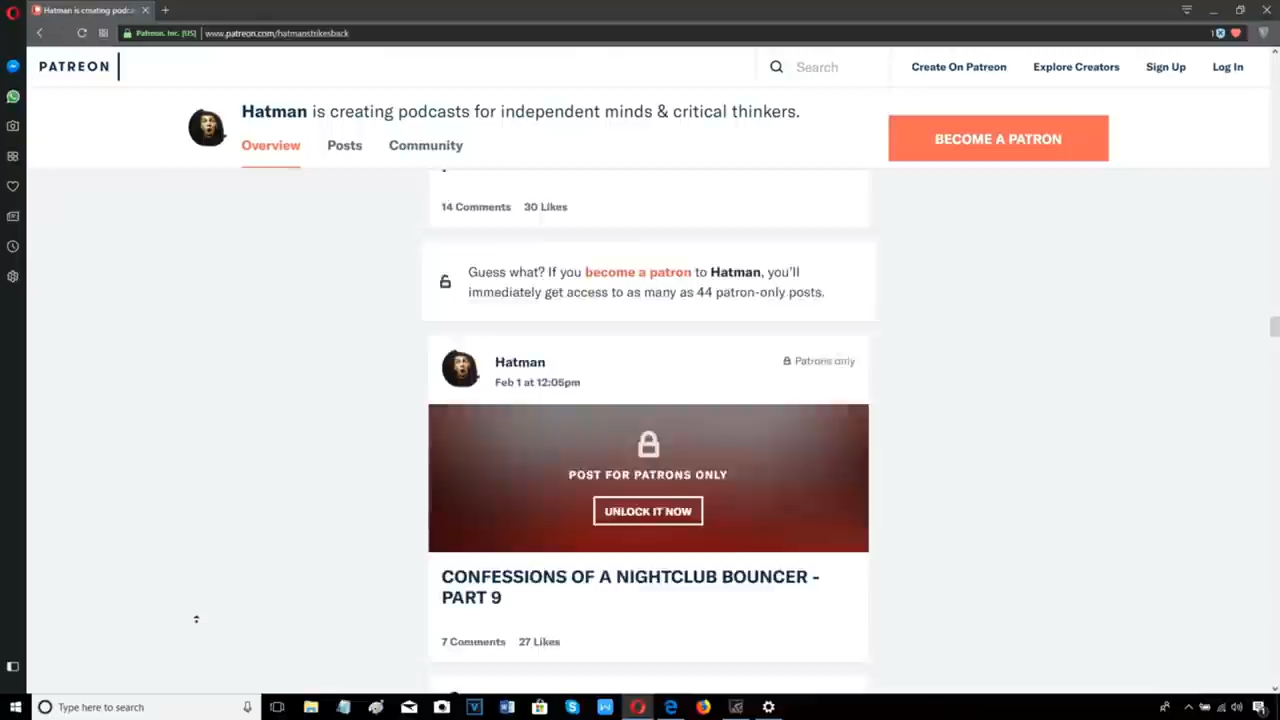 Hatman is creating podca
Patreon, Inc. [US]
www.patreon.com/hatmanstrikesback
1
PATREON
Search
Create On Patreon
Explore Creators
Sign Up
Log In
Hatman is creating podcasts for independent minds & critical thinkers.
Overview
Posts
Community
BECOME A PATRON
14 Comments 30 Likes
Guess what? If you become a patron to Hatman, you'll
immediately get access to as many as 44 patron-only posts.
Hatman
Patrons only
Feb 1 at 12:05pm
POST FOR PATRONS ONLY
UNLOCK IT NOW
CONFESSIONS OF A NIGHTCLUB BOUNCER -
PART 9
7 Comments 27 Likes
Type here to search